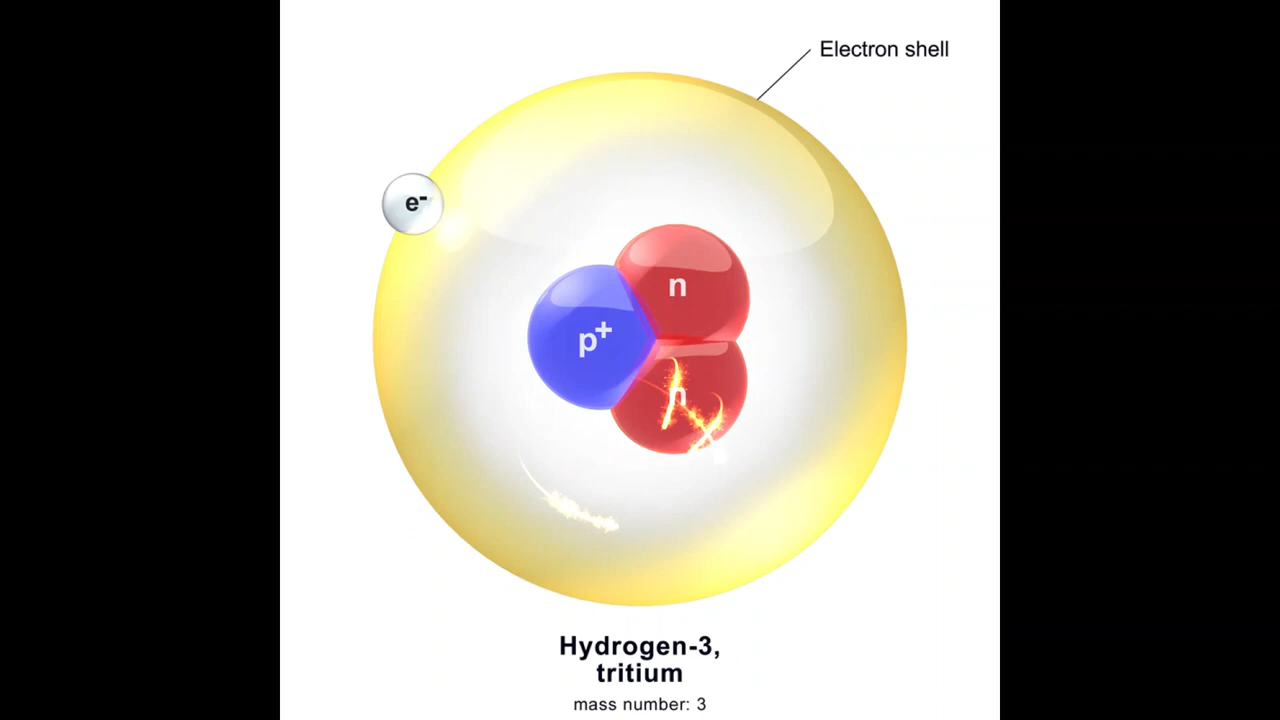 Electron shell
e-
n
p+
n
Hydrogen-3,
tritium
mass number: 3